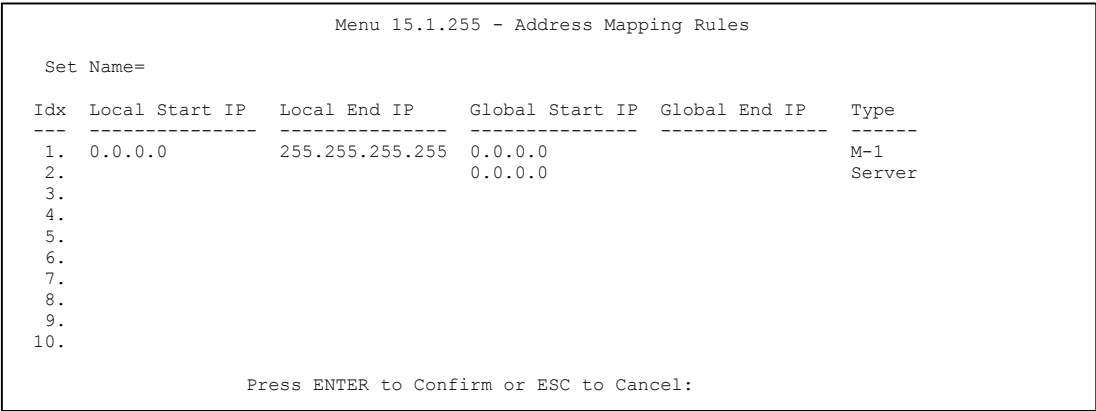 Menu 15.1.255 - Address Mapping Rules
Set Name=
Idx  Local Start IP   Local End IP     Global Start IP  Global End IP    Type
---  ---------------  ---------------  ---------------  ---------------  ------
1.  0.0.0.0          255.255.255.255  0.0.0.0                           M-1
2.                                    0.0.0.0                           Server
3.
4.
5.
6.
7.
8.
9.
10.
Press ENTER to Confirm or ESC to Cancel: